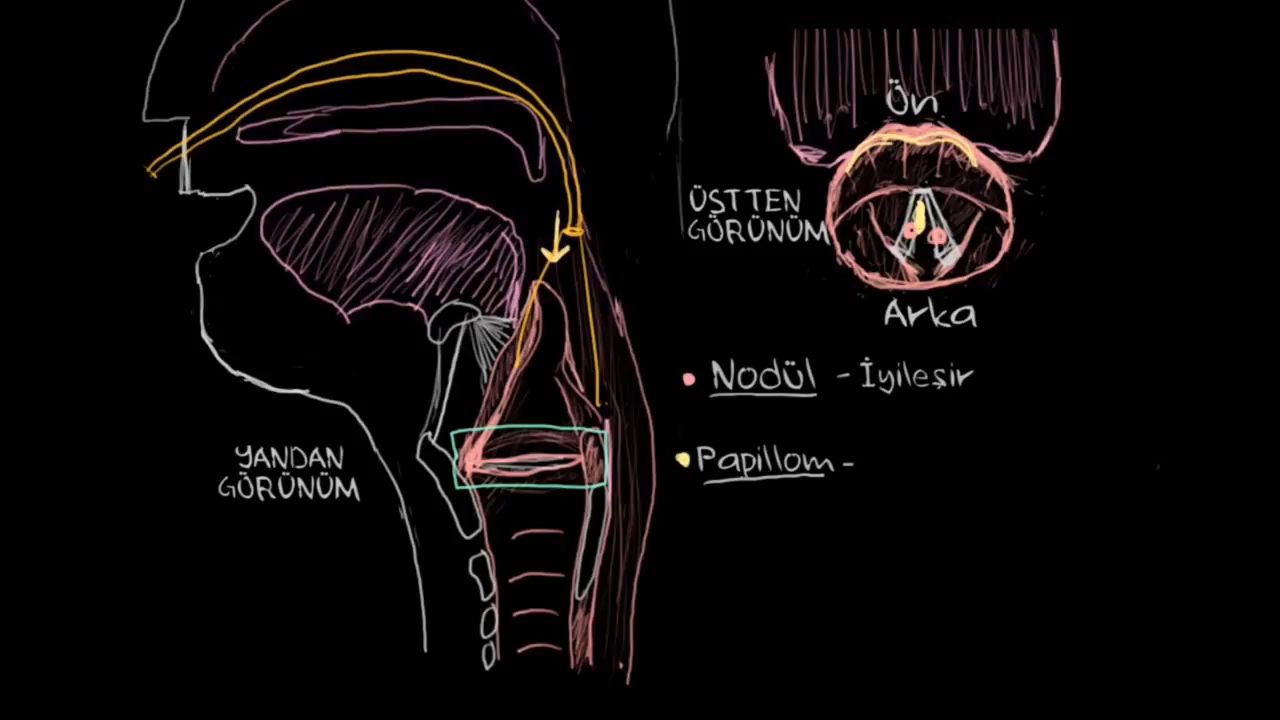 Ön
ÜSTTEN
GÖRÜNÜM
Arka
Nodül - İyileşir
Papillom -
YANDAN
GÖRÜNÜM